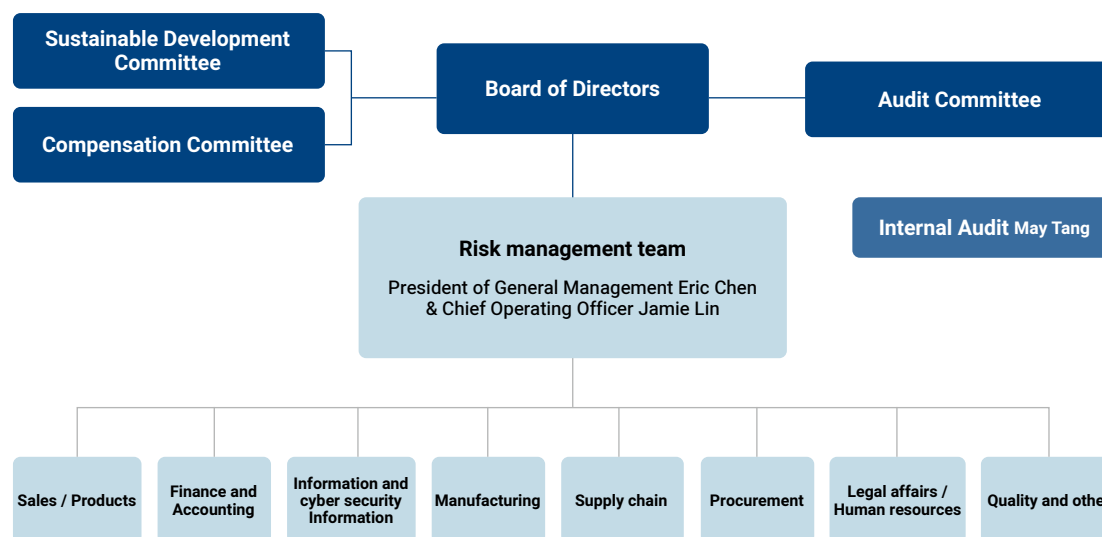 Sustainable Development
Committee
Compensation Committee
Board of Directors
Audit Committee
Internal Audit May Tang
Risk management team
President of General Management Eric Chen
& Chief Operating Officer Jamie Lin
Sales / Products
Finance and
Accounting
Information and
cyber security
Information
Manufacturing
Supply chain
Procurement
Legal affairs /
Human resources
Quality and othe